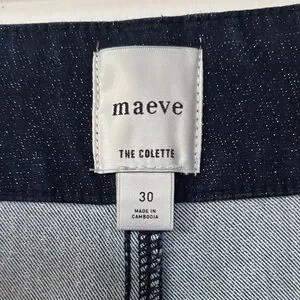 maeve
THE COLETTE
30
MADE IN
CAMBODIA